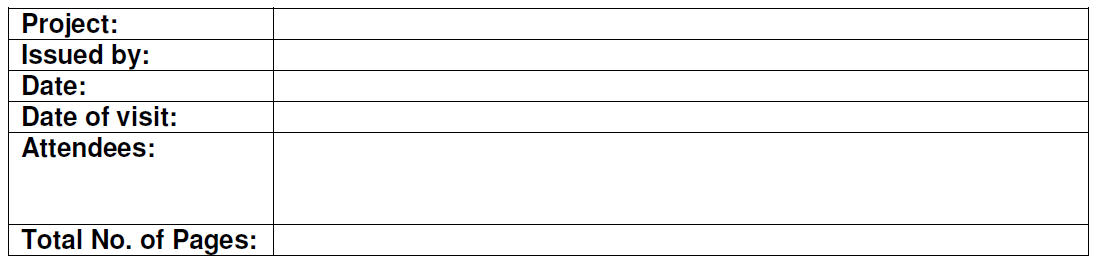 Project:
Issued by:
Date:
Date of visit:
Attendees:
Total No. of Pages: